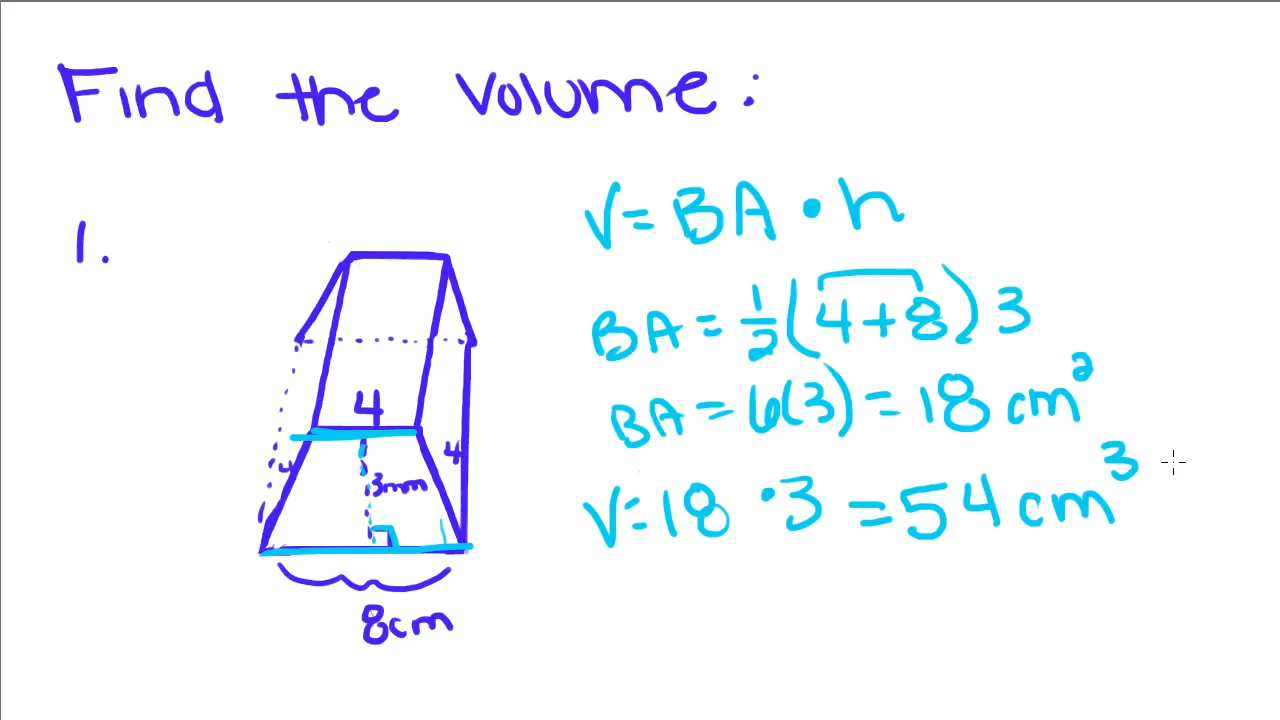 Find the Volume:
1.
V = BA • h
BA = 1/2 (4+8) 3
BA = 6(3) = 18 cm²
V = 18 • 3 = 54 cm³
4
4
4
3mm
8cm